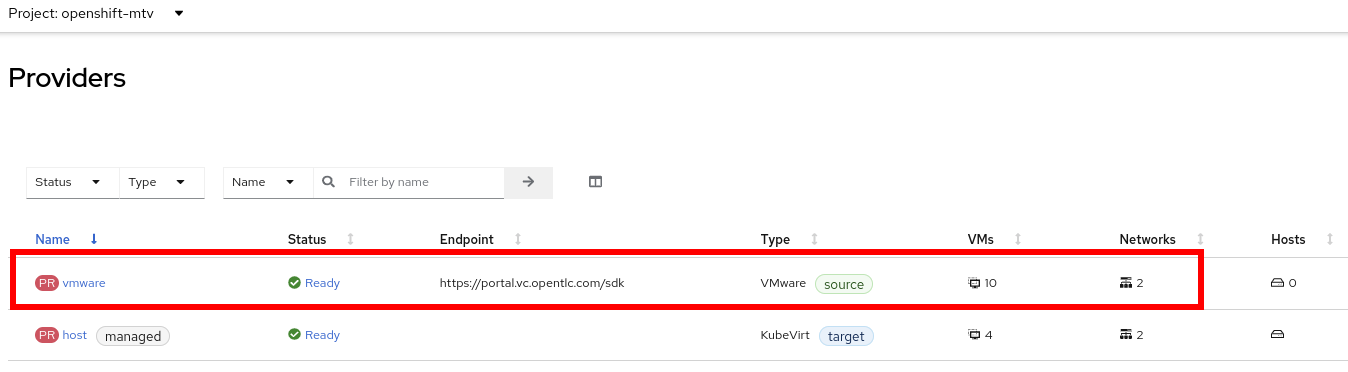 Project: openshift-mtv
Providers
Status Type Name Filter by name
Name Status Endpoint Type VMs Networks Hosts
PR vmware Ready https://portal.vc.opentlc.com/sdk VMware source 10 2 0
PR host managed Ready KubeVirt target 4 2